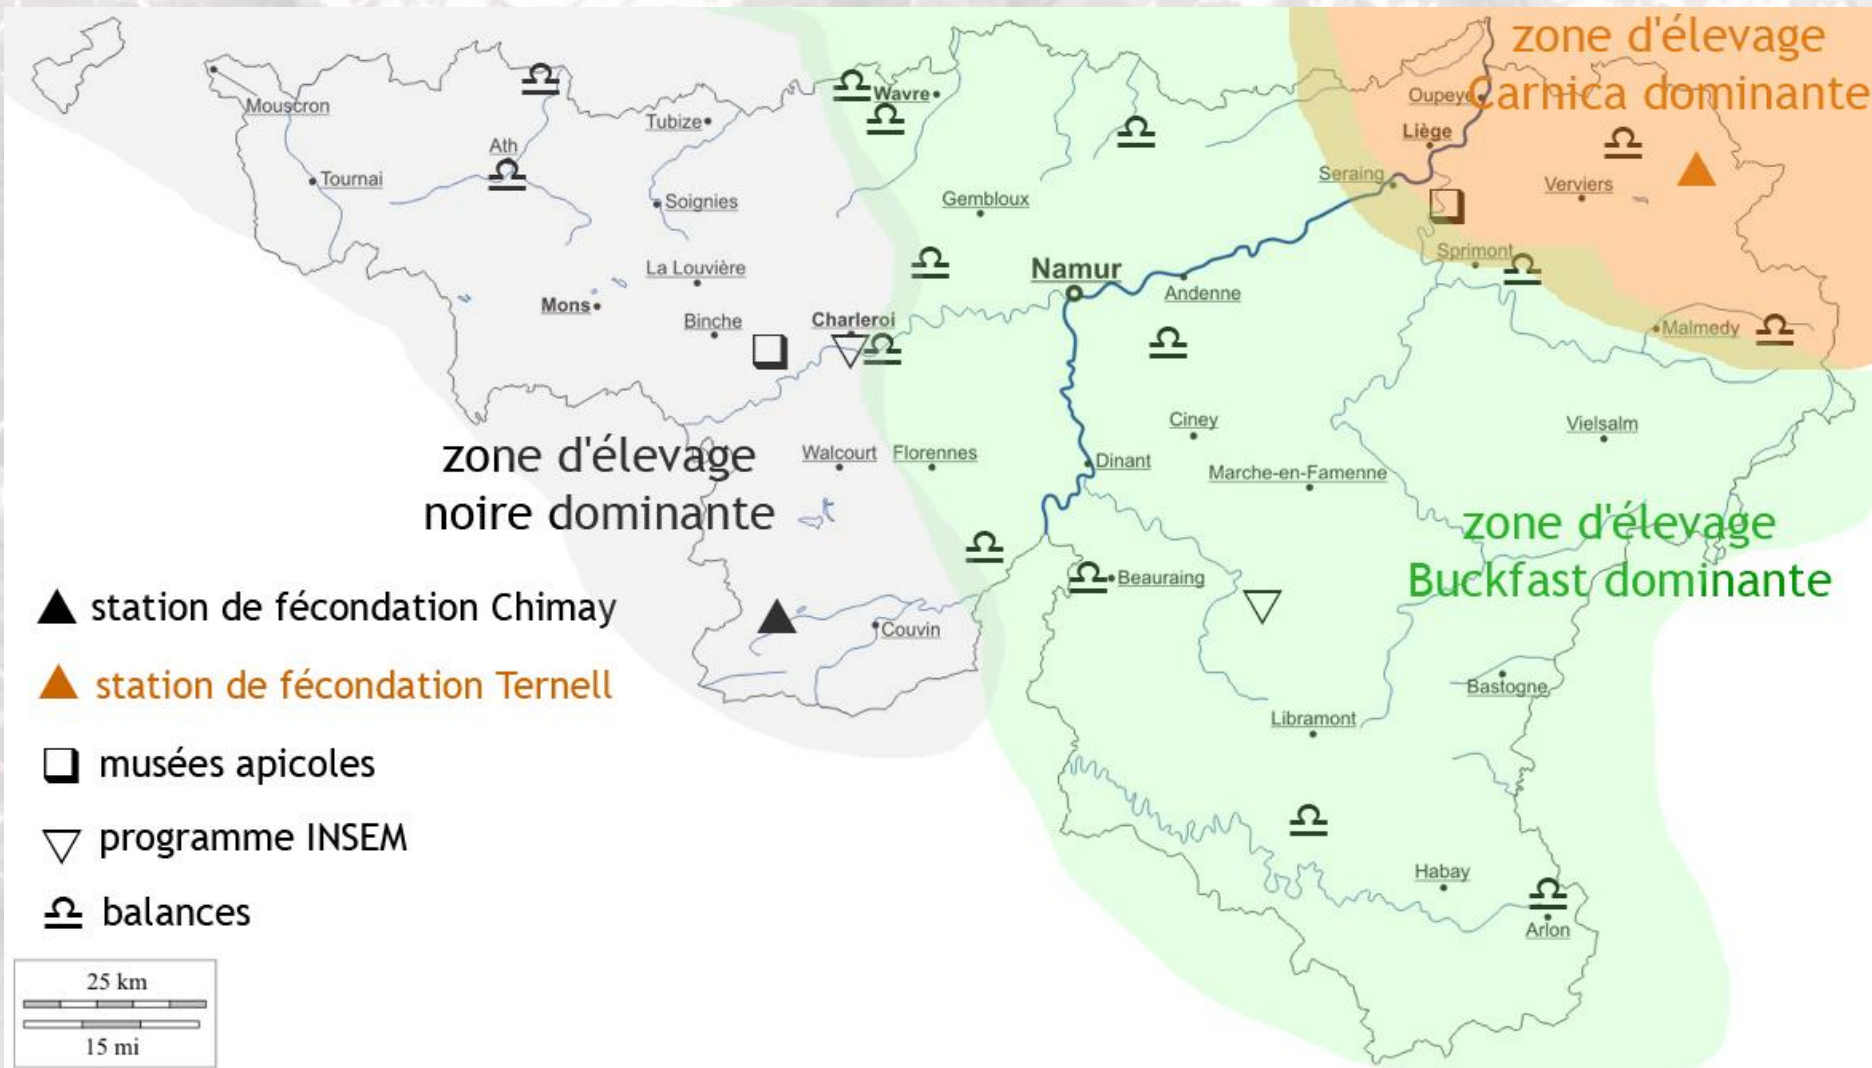 zone d'élevage
Carnica dominante
Mouscron
Wavre
Oupeye
Tubize
Liège
Ath
Tournai
Seraing
Verviers
Soignies
Gembloux
Sprimont
La Louvière
Namur
Andenne
Mons
Binche
Charleroi
Malmedy
Ciney
Vielsalm
zone d'élevage
noire dominante
Walcourt
Florennes
Dinant
Marche-en-Famenne
zone d'élevage
Buckfast dominante
Beauraing
Couvin
Bastogne
Libramont
Habay
Arlon
station de fécondation Chimay
station de fécondation Ternell
musées apicoles
programme INSEM
balances
25 km
15 mi